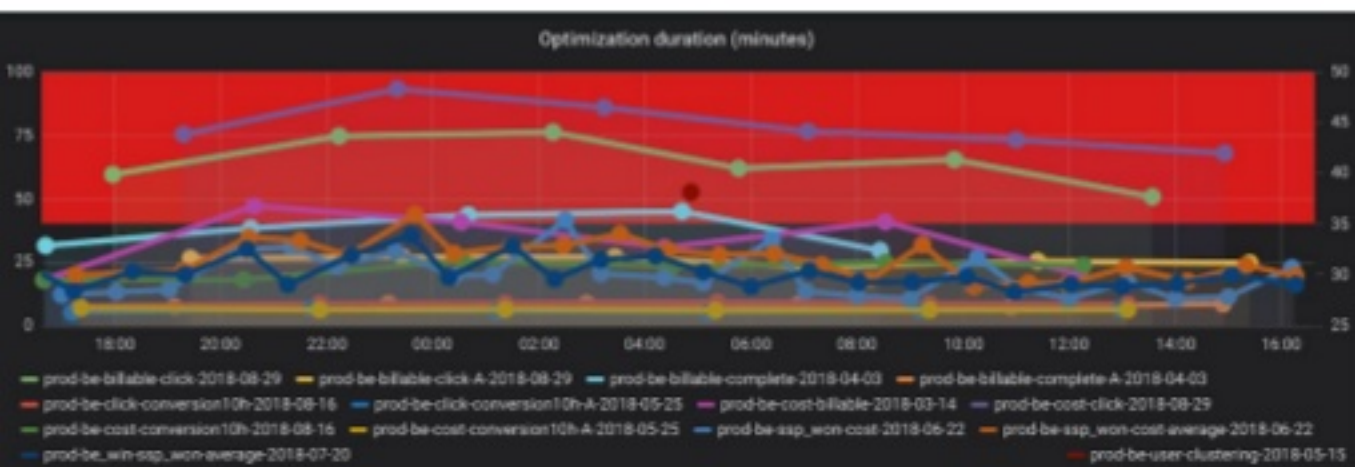 Optimization duration (minutes)
100 50
75 45
40
50
35
25 30
0 25
18:00 20:00 22:00 00:00 02:00 04:00 06:00 08:00 10:00 12:00 14:00 16:00
prod-be-billable-click-2018-08-29 prod-be-billable-click-A-2018-08-29 prod-be-billable-complete-2018-04-03 prod-be-billable-complete-A-2018-04-03
prod-be-click-conversion10h-2018-08-16 prod-be-click-conversion10h-A-2018-05-25 prod-be-cost-billable-2018-03-14 prod-be-cost-click-2018-08-29
prod-be-cost-conversion10h-2018-08-16 prod-be-cost-conversion10h-A-2018-05-25 prod-be-ssp_won-cost-2018-06-22 prod-be-ssp_won-cost-average-2018-06-22
prod-be_win-ssp_won-average-2018-07-20 prod-be-user-clustering-2018-05-15